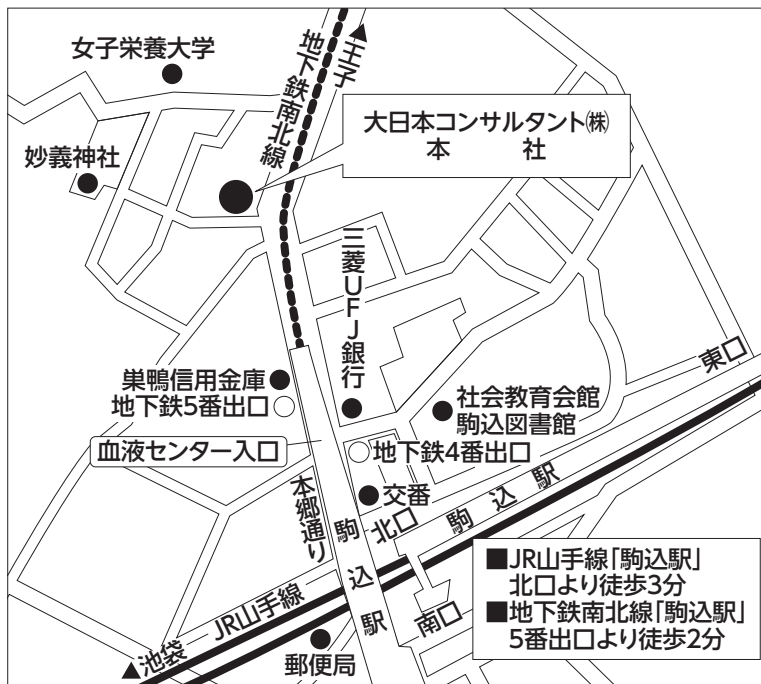 女子栄養大学
地下鉄南北線
▲王子
大日本コンサルタント㈱
本　社
妙義神社
三菱UFJ銀行
巣鴨信用金庫
地下鉄5番出口
社会教育会館
駒込図書館
東口
血液センター入口
地下鉄4番出口
交番
本郷通り
駒込駅
北口
駒込駅
JR山手線
南口
▲池袋
郵便局
■JR山手線「駒込駅」
北口より徒歩3分
■地下鉄南北線「駒込駅」
5番出口より徒歩2分